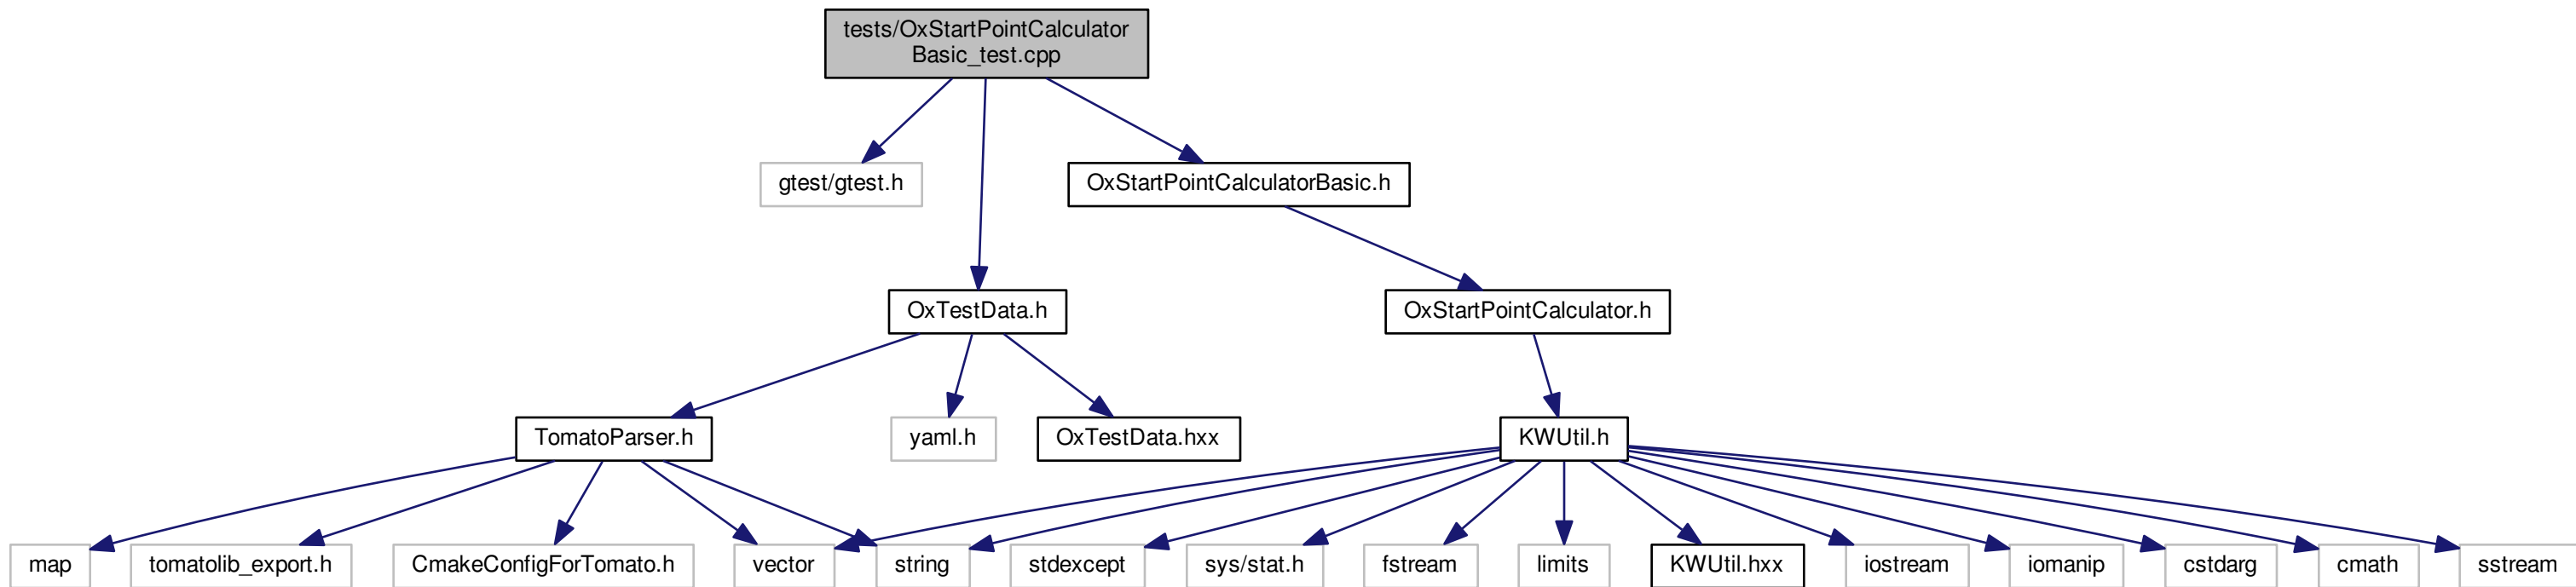 tests/OxStartPointCalculator
Basic_test.cpp
gtest/gtest.h
OxStartPointCalculatorBasic.h
OxTestData.h
OxStartPointCalculator.h
TomatoParser.h
yaml.h
OxTestData.hxx
KWUtil.h
map
tomatolib_export.h
CmakeConfigForTomato.h
vector
string
stdexcept
sys/stat.h
fstream
limits
KWUtil.hxx
iostream
iomanip
cstdarg
cmath
sstream